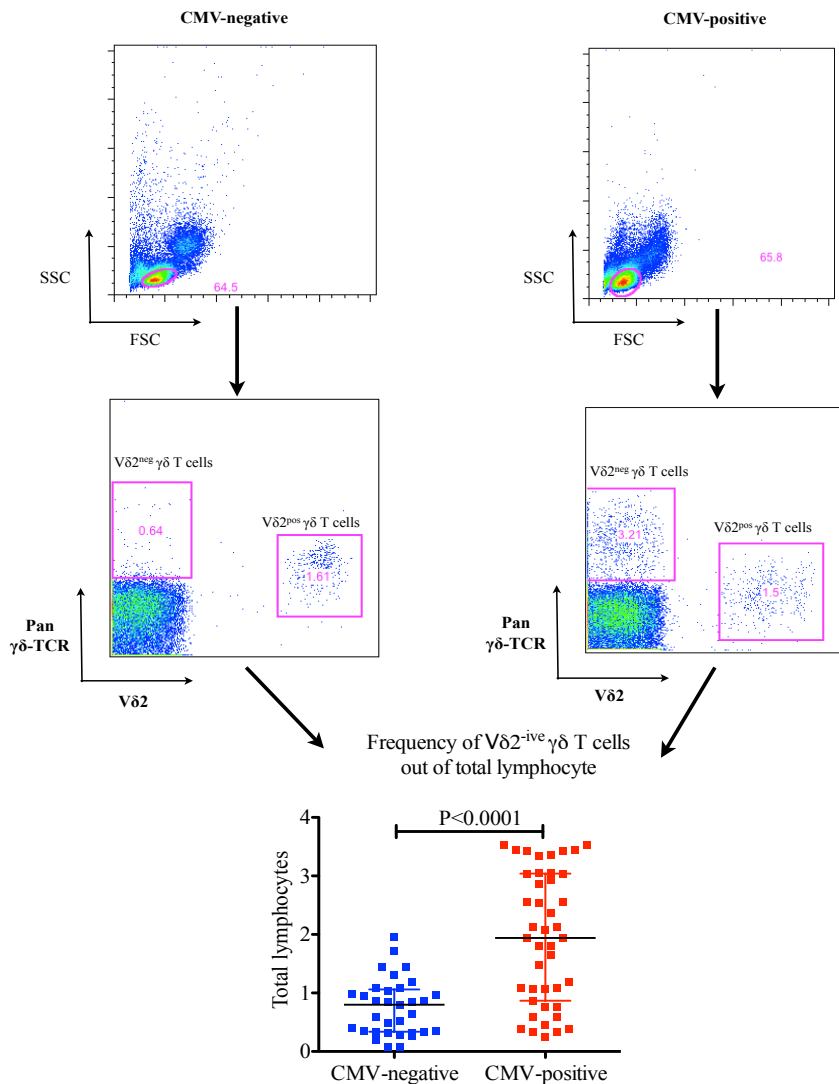 CMV-negative
CMV-positive
SSC
64.5
FSC
SSC
65.8
FSC
Vδ2neg γδ T cells
0.64
Vδ2pos γδ T cells
1.61
Pan
γδ-TCR
Vδ2
Vδ2neg γδ T cells
3.21
Vδ2pos γδ T cells
1.5
Pan
γδ-TCR
Vδ2
Frequency of Vδ2-ive γδ T cells
out of total lymphocyte
P<0.0001
Total lymphocytes
4
3
2
1
0
CMV-negative
CMV-positive